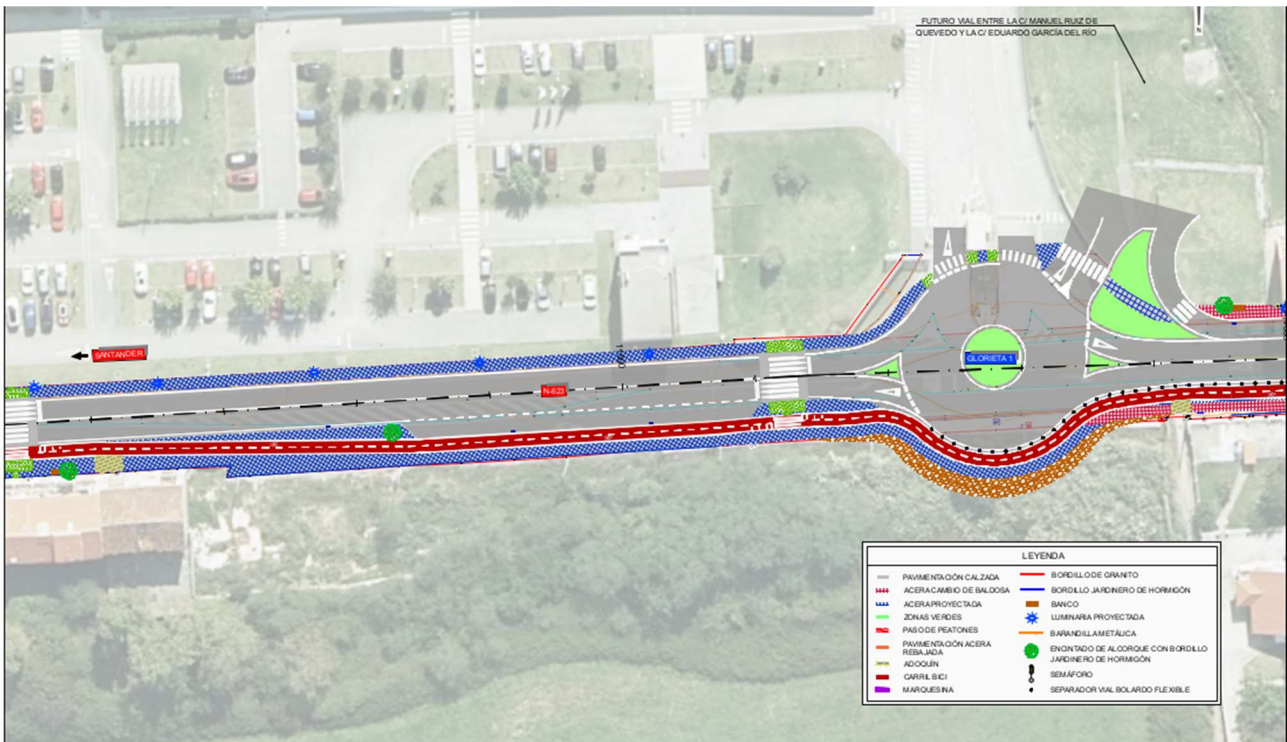 FUTURO VIAL ENTRE LA C/ MANUEL RUIZ DE
QUEVEDO Y LA C/ EDUARDO GARCÍA DEL RÍO
N
SANTANDER
N-623
GLORIETA 1
LEYENDA
PAVIMENTACIÓN CALZADA
ACERA CAMBIO DE BALDOSA
ACERA PROYECTADA
ZONAS VERDES
PASO DE PEATONES
PAVIMENTACIÓN ACERA
REBAJADA
ADOQUÍN
CARRIL BICI
MARQUESINA
BORDILLO DE GRANITO
BORDILLO JARDINERO DE HORMIGÓN
BANCO
LUMINARIA PROYECTADA
BARANDILLA METÁLICA
ENCINTADO DE ALCORQUE CON BORDILLO
JARDINERO DE HORMIGÓN
SEMÁFORO
SEPARADOR VIAL BOLARDO FLEXIBLE